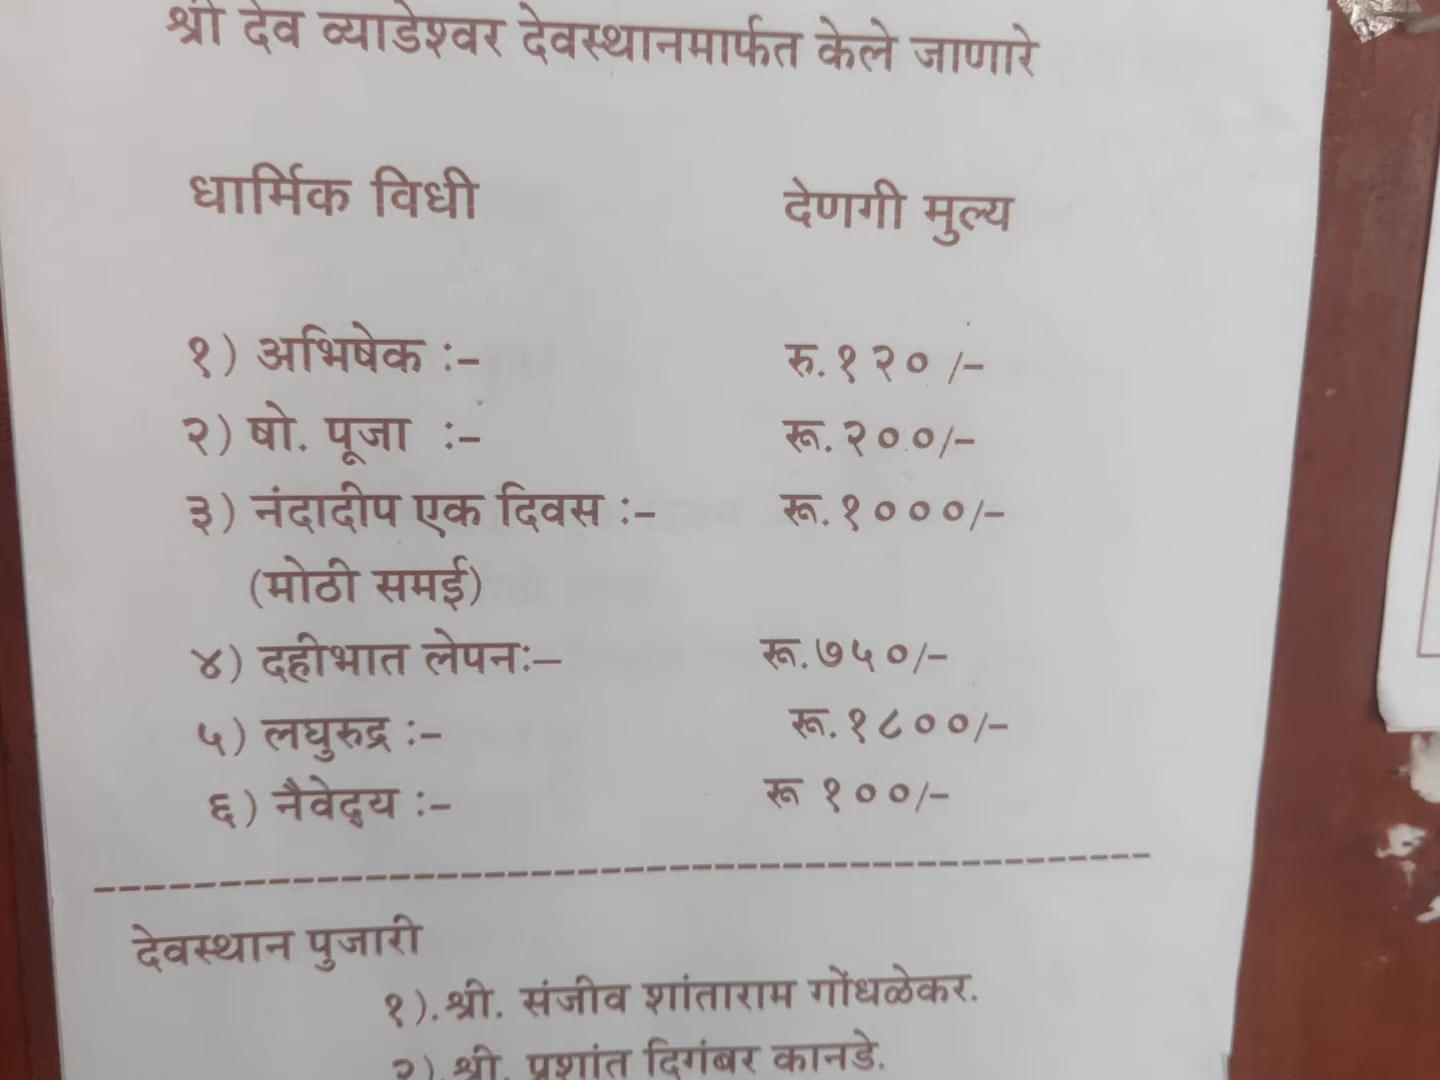 श्री देव व्याडेश्वर देवस्थानमार्फत केले जाणारे
धार्मिक विधी देणगी मुल्य
१) अभिषेक :- रु.१२०/-
२) षो. पूजा :- रू.२००/-
३) नंदादीप एक दिवस :- रू.१०००/-
(मोठी समई)
४) दहीभात लेपन:- रू.७५०/-
५) लघुरुद्र :- रू.१८००/-
६) नैवेद्य :- रू १००/-
देवस्थान पुजारी
१).श्री. संजीव शांताराम गोंधळेकर.
२).श्री. प्रशांत दिगंबर कानडे.